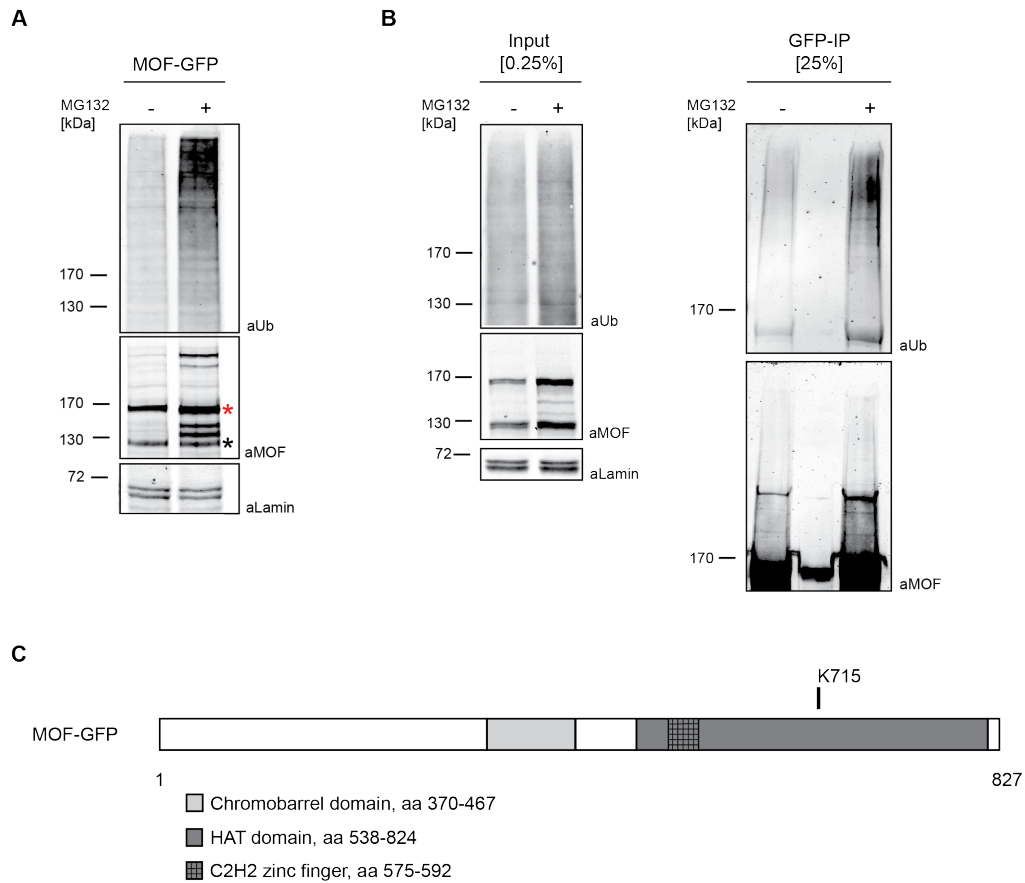 A
MOF-GFP
MG132 - +
[kDa]
170
130
aUb
170
*
130
*
aMOF
72
aLamin
B
Input
[0.25%]
MG132 - +
[kDa]
170
130
aUb
170
130
aMOF
72
aLamin
GFP-IP
[25%]
MG132 - +
[kDa]
170
aUb
170
aMOF
C
K715
MOF-GFP
1 827
Chromobarrel domain, aa 370-467
HAT domain, aa 538-824
C2H2 zinc finger, aa 575-592